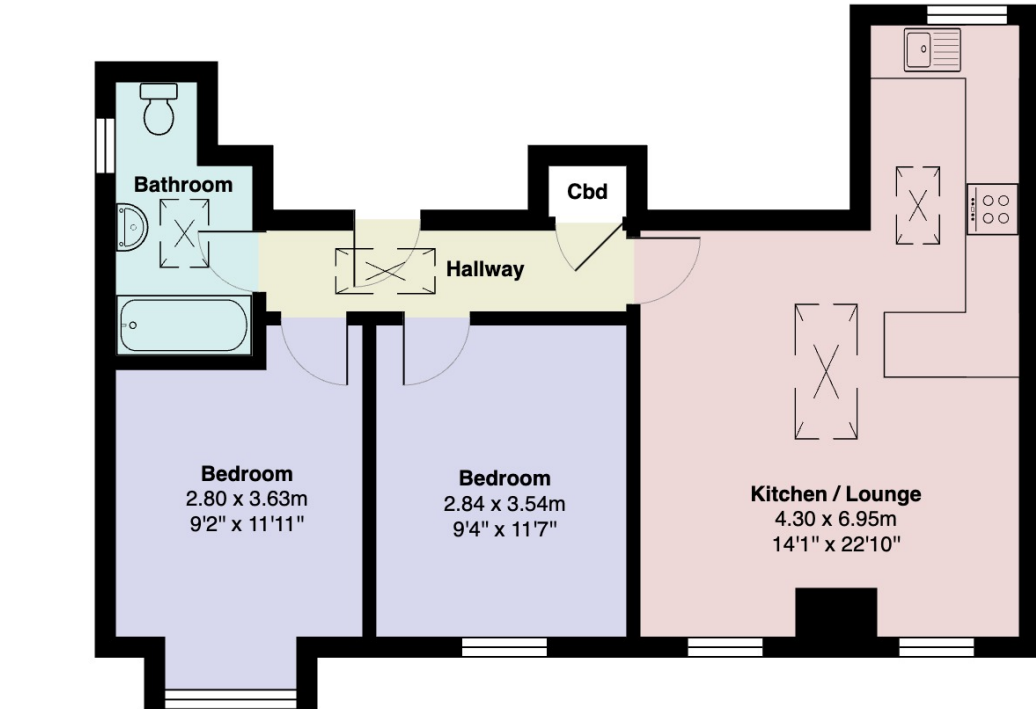 Bathroom
Cbd
Hallway
Bedroom
2.80 x 3.63m
9'2" x 11'11"
Bedroom
2.84 x 3.54m
9'4" x 11'7"
Kitchen / Lounge
4.30 x 6.95m
14'1" x 22'10"